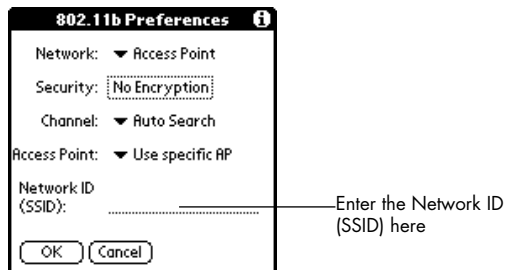 802.11b Preferences i
Network: Access Point
Security: No Encryption
Channel: Auto Search
Access Point: Use specific AP
Network ID
(SSID):
Enter the Network ID
(SSID) here
OK Cancel